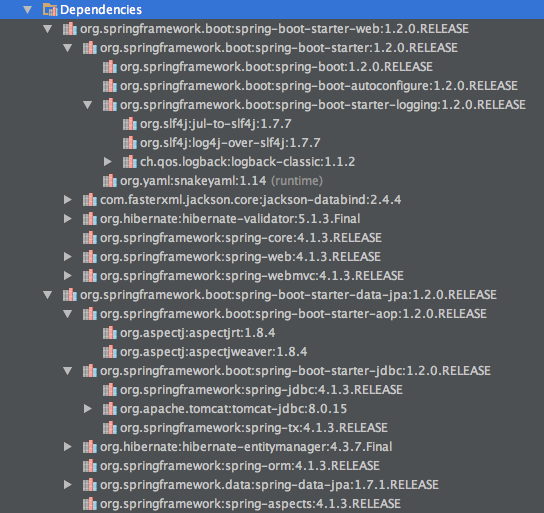 Dependencies
org.springframework.boot:spring-boot-starter-web:1.2.0.RELEASE
org.springframework.boot:spring-boot-starter:1.2.0.RELEASE
org.springframework.boot:spring-boot:1.2.0.RELEASE
org.springframework.boot:spring-boot-autoconfigure:1.2.0.RELEASE
org.springframework.boot:spring-boot-starter-logging:1.2.0.RELEASE
org.slf4j:jul-to-slf4j:1.7.7
org.slf4j:log4j-over-slf4j:1.7.7
ch.qos.logback:logback-classic:1.1.2
org.yaml:snakeyaml:1.14 (runtime)
com.fasterxml.jackson.core:jackson-databind:2.4.4
org.hibernate:hibernate-validator:5.1.3.Final
org.springframework:spring-core:4.1.3.RELEASE
org.springframework:spring-web:4.1.3.RELEASE
org.springframework:spring-webmvc:4.1.3.RELEASE
org.springframework.boot:spring-boot-starter-data-jpa:1.2.0.RELEASE
org.springframework.boot:spring-boot-starter-aop:1.2.0.RELEASE
org.aspectj:aspectjrt:1.8.4
org.aspectj:aspectjweaver:1.8.4
org.springframework.boot:spring-boot-starter-jdbc:1.2.0.RELEASE
org.springframework:spring-jdbc:4.1.3.RELEASE
org.apache.tomcat:tomcat-jdbc:8.0.15
org.springframework:spring-tx:4.1.3.RELEASE
org.hibernate:hibernate-entitymanager:4.3.7.Final
org.springframework:spring-orm:4.1.3.RELEASE
org.springframework.data:spring-data-jpa:1.7.1.RELEASE
org.springframework:spring-aspects:4.1.3.RELEASE